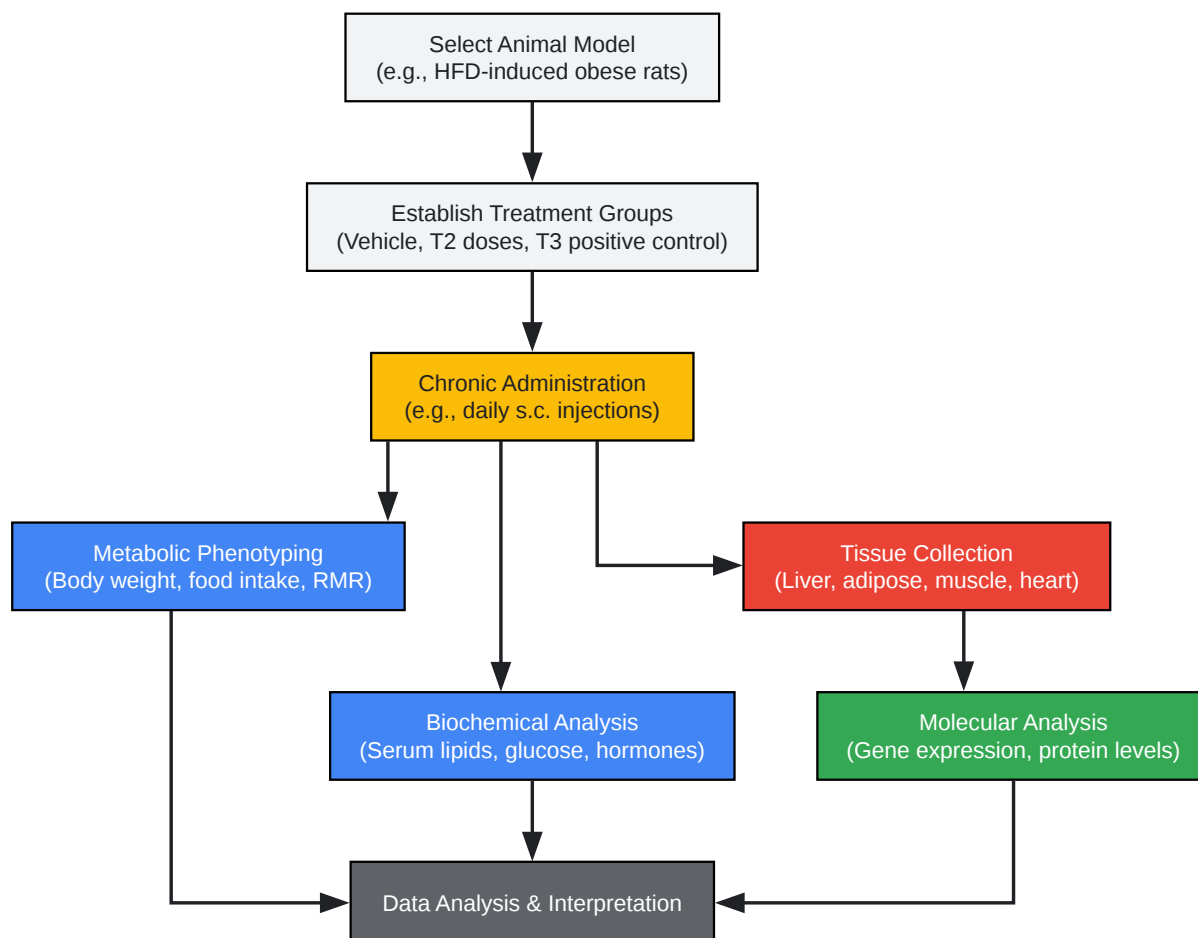 Select Animal Model
(e.g., HFD-induced obese rats)
Establish Treatment Groups
(Vehicle, T2 doses, T3 positive control)
Chronic Administration
(e.g., daily s.c. injections)
Metabolic Phenotyping
(Body weight, food intake, RMR)
Tissue Collection
(Liver, adipose, muscle, heart)
Biochemical Analysis
(Serum lipids, glucose, hormones)
Molecular Analysis
(Gene expression, protein levels)
Data Analysis & Interpretation